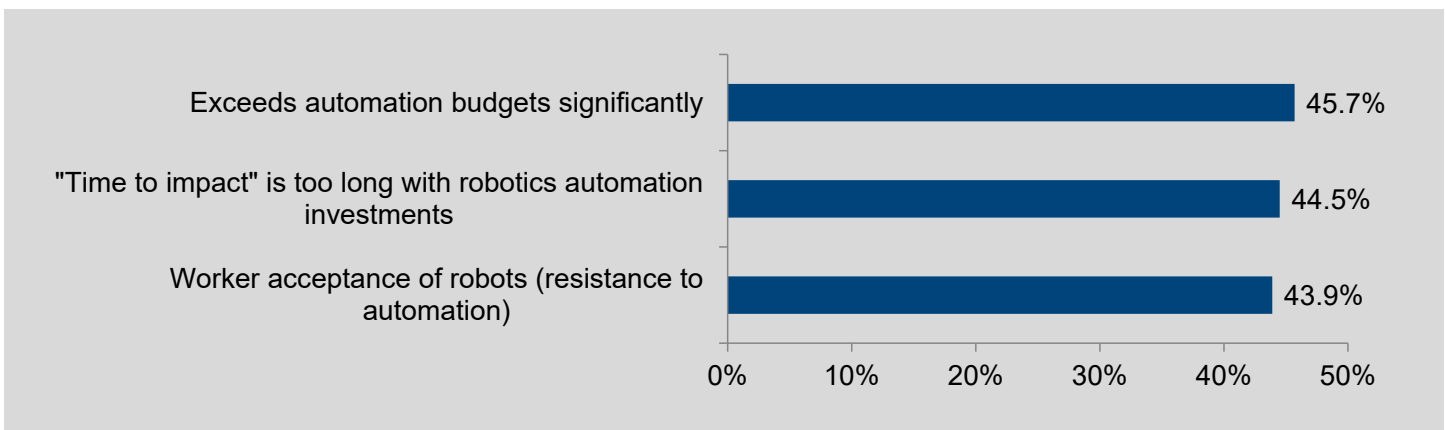 Exceeds automation budgets significantly
45.7%
"Time to impact" is too long with robotics automation
investments
44.5%
Worker acceptance of robots (resistance to
automation)
43.9%
0% 10% 20% 30% 40% 50%